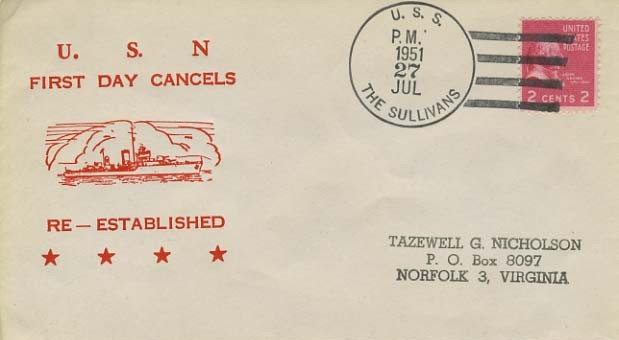 U. S. N
FIRST DAY CANCELS
RE — ESTABLISHED
U. S. S.
P.M.
1951
27
JUL
THE SULLIVANS
UNITED
STATES
POSTAGE
2 CENTS 2
TAZEWELL G. NICHOLSON
P. O. Box 8097
NORFOLK 3, VIRGINIA